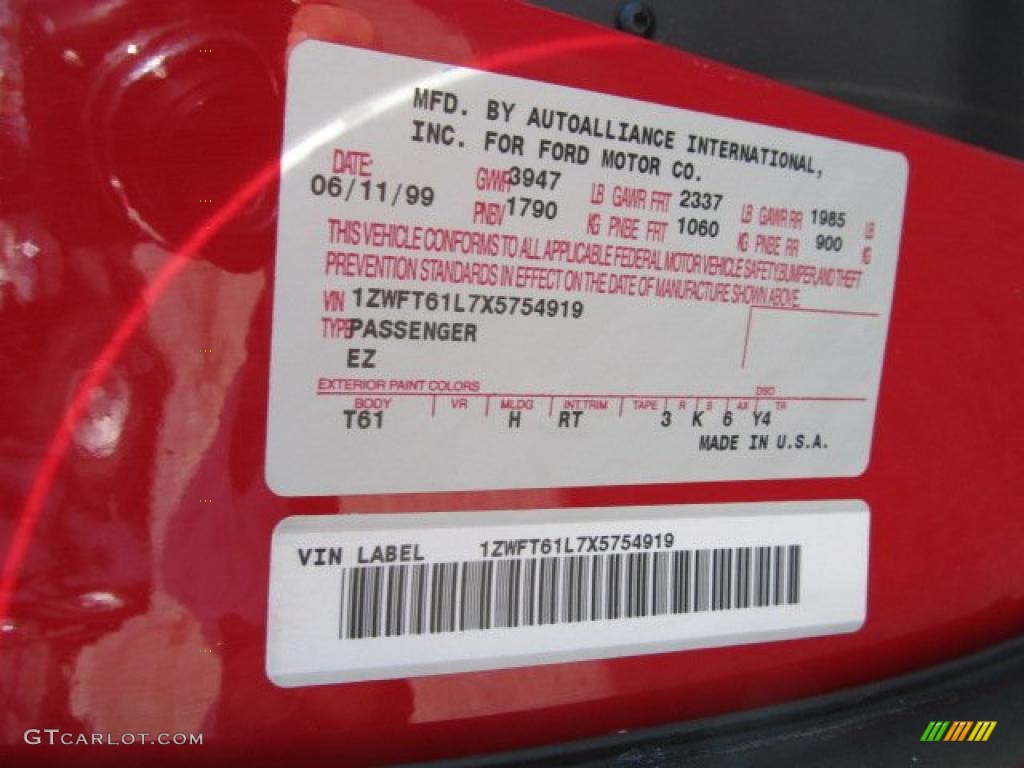 MFD. BY AUTOALLIANCE INTERNATIONAL,
INC. FOR FORD MOTOR CO.
DATE: GVWR 3947 LB GAWR FRT 2337 LB GAWR RR 1985 LB
06/11/99 PNBV 1790 KG PNBE FRT 1060 KG PNBE RR 900 KG
THIS VEHICLE CONFORMS TO ALL APPLICABLE FEDERAL MOTOR VEHICLE SAFETY, BUMPER, AND THEFT
PREVENTION STANDARDS IN EFFECT ON THE DATE OF MANUFACTURE SHOWN ABOVE.
VIN 1ZWFT61L7X5754919
TYPE PASSENGER
EZ
EXTERIOR PAINT COLORS DSO
BODY VR MLDG INT. TRIM TAPE R S AX TR
T61 H RT 3 K 6 Y4
MADE IN U.S.A.
VIN LABEL 1ZWFT61L7X5754919
GTCARLOT.COM